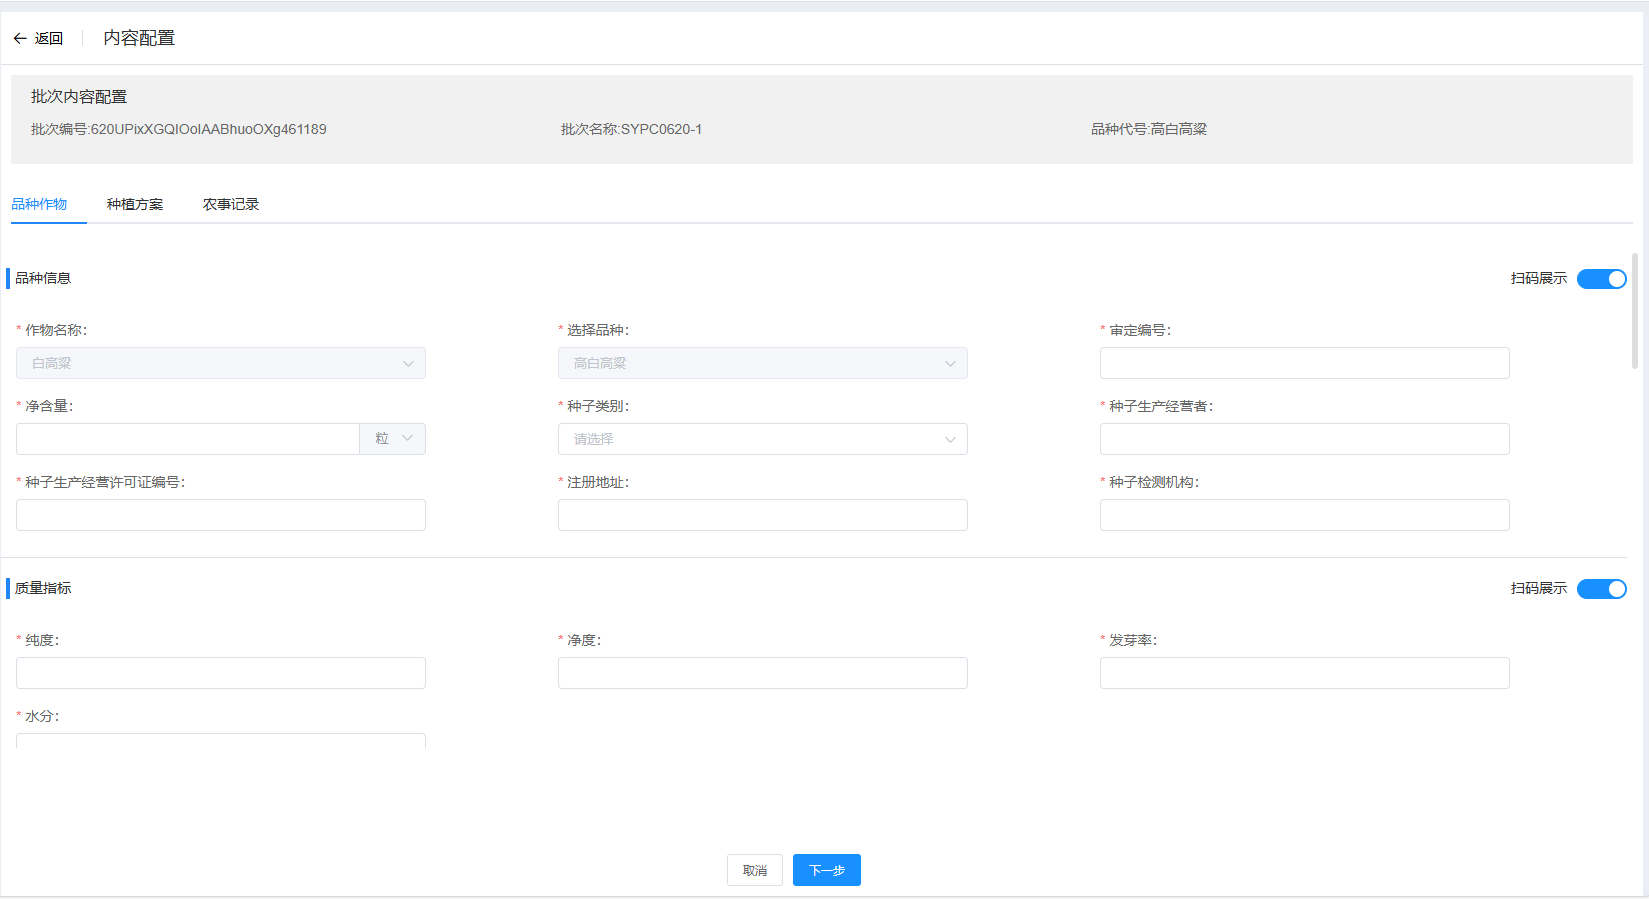 返回 内容配置
批次内容配置
批次编号:620UPixXGQIOoIAABhuoOXg461189 批次名称:SYPC0620-1 品种代号:高白高粱
品种作物 种植方案 农事记录
品种信息 扫码展示
* 作物名称: * 选择品种: * 审定编号:
白高粱 高白高粱
* 净含量: * 种子类别: * 种子生产经营者:
粒 请选择
* 种子生产经营许可证编号: * 注册地址: * 种子检测机构:
质量指标 扫码展示
* 纯度: * 净度: * 发芽率:
* 水分:
取消 下一步